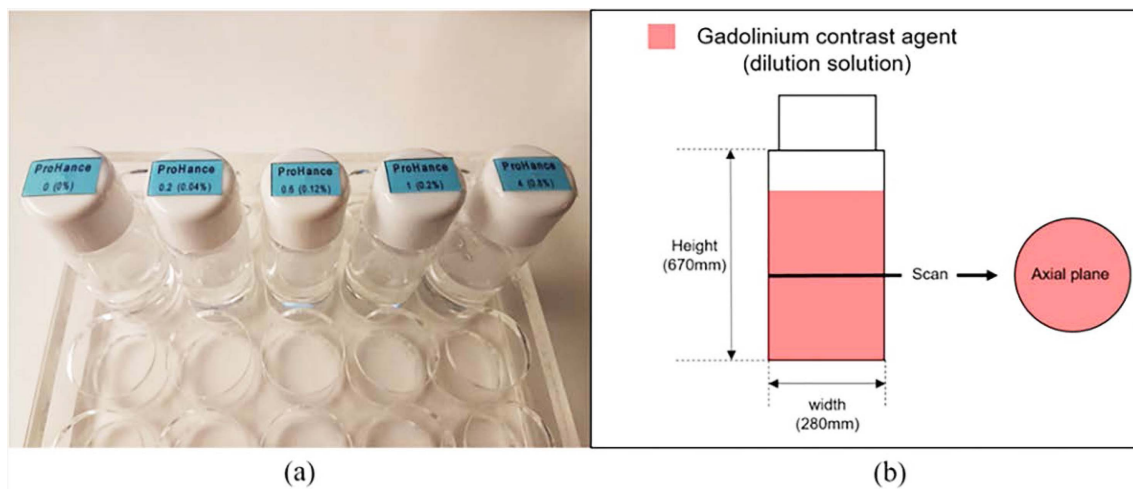 ProHance
0 (0%)
ProHance
0.2 (0.04%)
ProHance
0.6 (0.12%)
ProHance
1 (0.2%)
ProHance
4 (0.8%)
Gadolinium contrast agent
(dilution solution)
Height
(670mm)
Scan
Axial plane
width
(280mm)
(a)
(b)